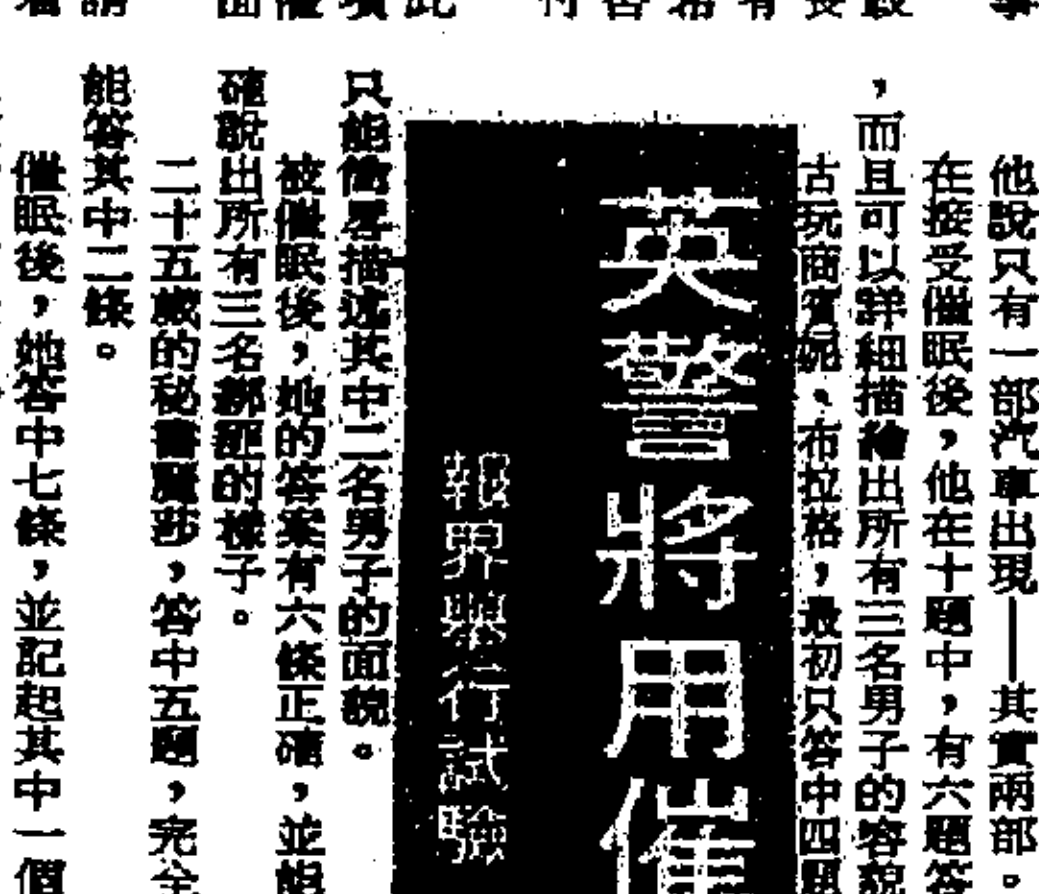 他說只有一部汽車出現——其實兩部。
在接受催眠後，他在十題中，有六題答
，而且可以詳細描繪出所有三名男子的容貌
古玩商賓妮、布拉格，最初只答中四題
英警將用催
報界舉行試驗
只能簡畧描述其中二名男子的面貌。
被催眠後，她的答案有六條正確，並能
確說出所有三名綁匪的樣子。
二十五歲的秘書麗莎，答中五題，完全
能答其中二條。
催眠後，她答中七條，並記起其中一個